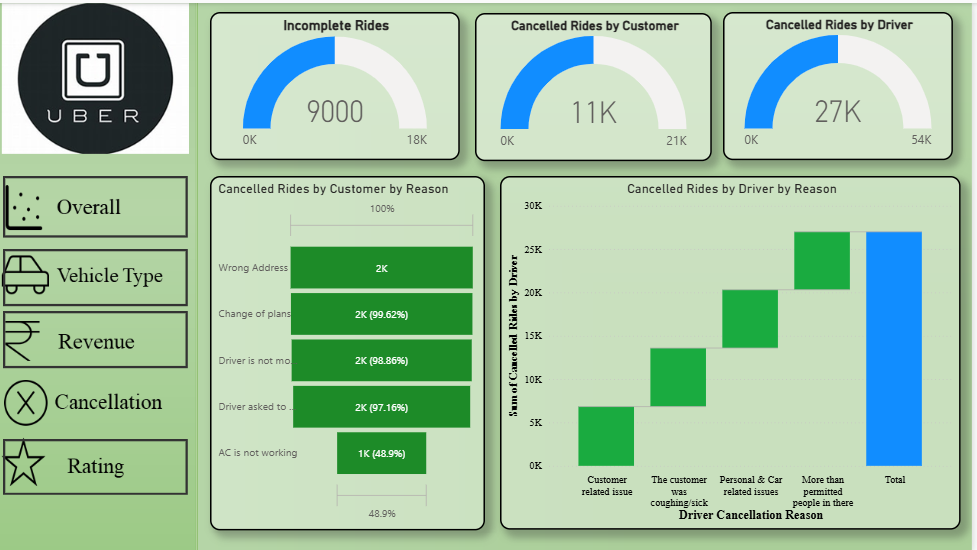 UBER
Overall
Vehicle Type
Revenue
Cancellation
Rating
Incomplete Rides
9000
0K
18K
Cancelled Rides by Customer
11K
0K
21K
Cancelled Rides by Driver
27K
0K
54K
Cancelled Rides by Customer by Reason
100%
Wrong Address
2K
Change of plans
2K (99.62%)
Driver is not mo...
2K (98.86%)
Driver asked to ...
2K (97.16%)
AC is not working
1K (48.9%)
48.9%
Cancelled Rides by Driver by Reason
Sum of Cancelled Rides by Driver
30K
25K
20K
15K
10K
5K
0K
Customer
related issue
The customer
was
coughing/sick
Personal & Car
related issues
More than
permitted
people in there
Total
Driver Cancellation Reason